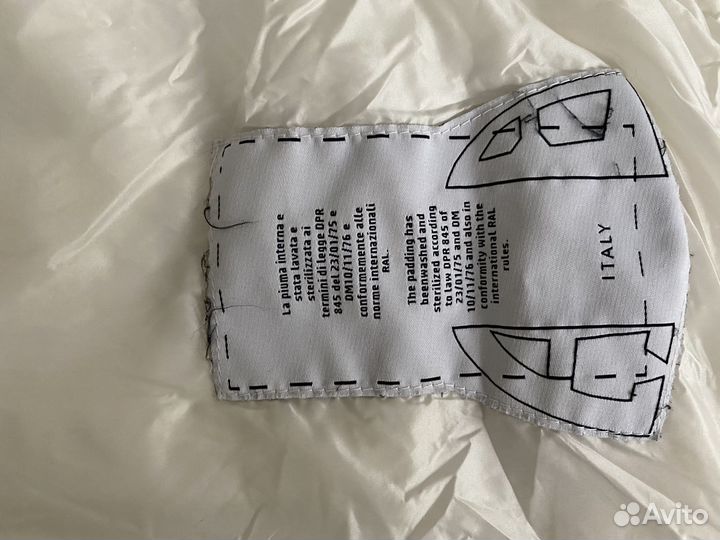 La piuma interna e
stata lavata e
sterilizzata ai
termini di legge DPR
845 del 23/01/75 e
DM10/11/76 e
conformemente alle
norme internazionali
RAL.
The padding has
beenwashed and
sterilized according
to law DPR 845 of
23/01/75 and DM
10/11/76 and also in
conformity with the
international RAL
rules.
ITALY
Avito